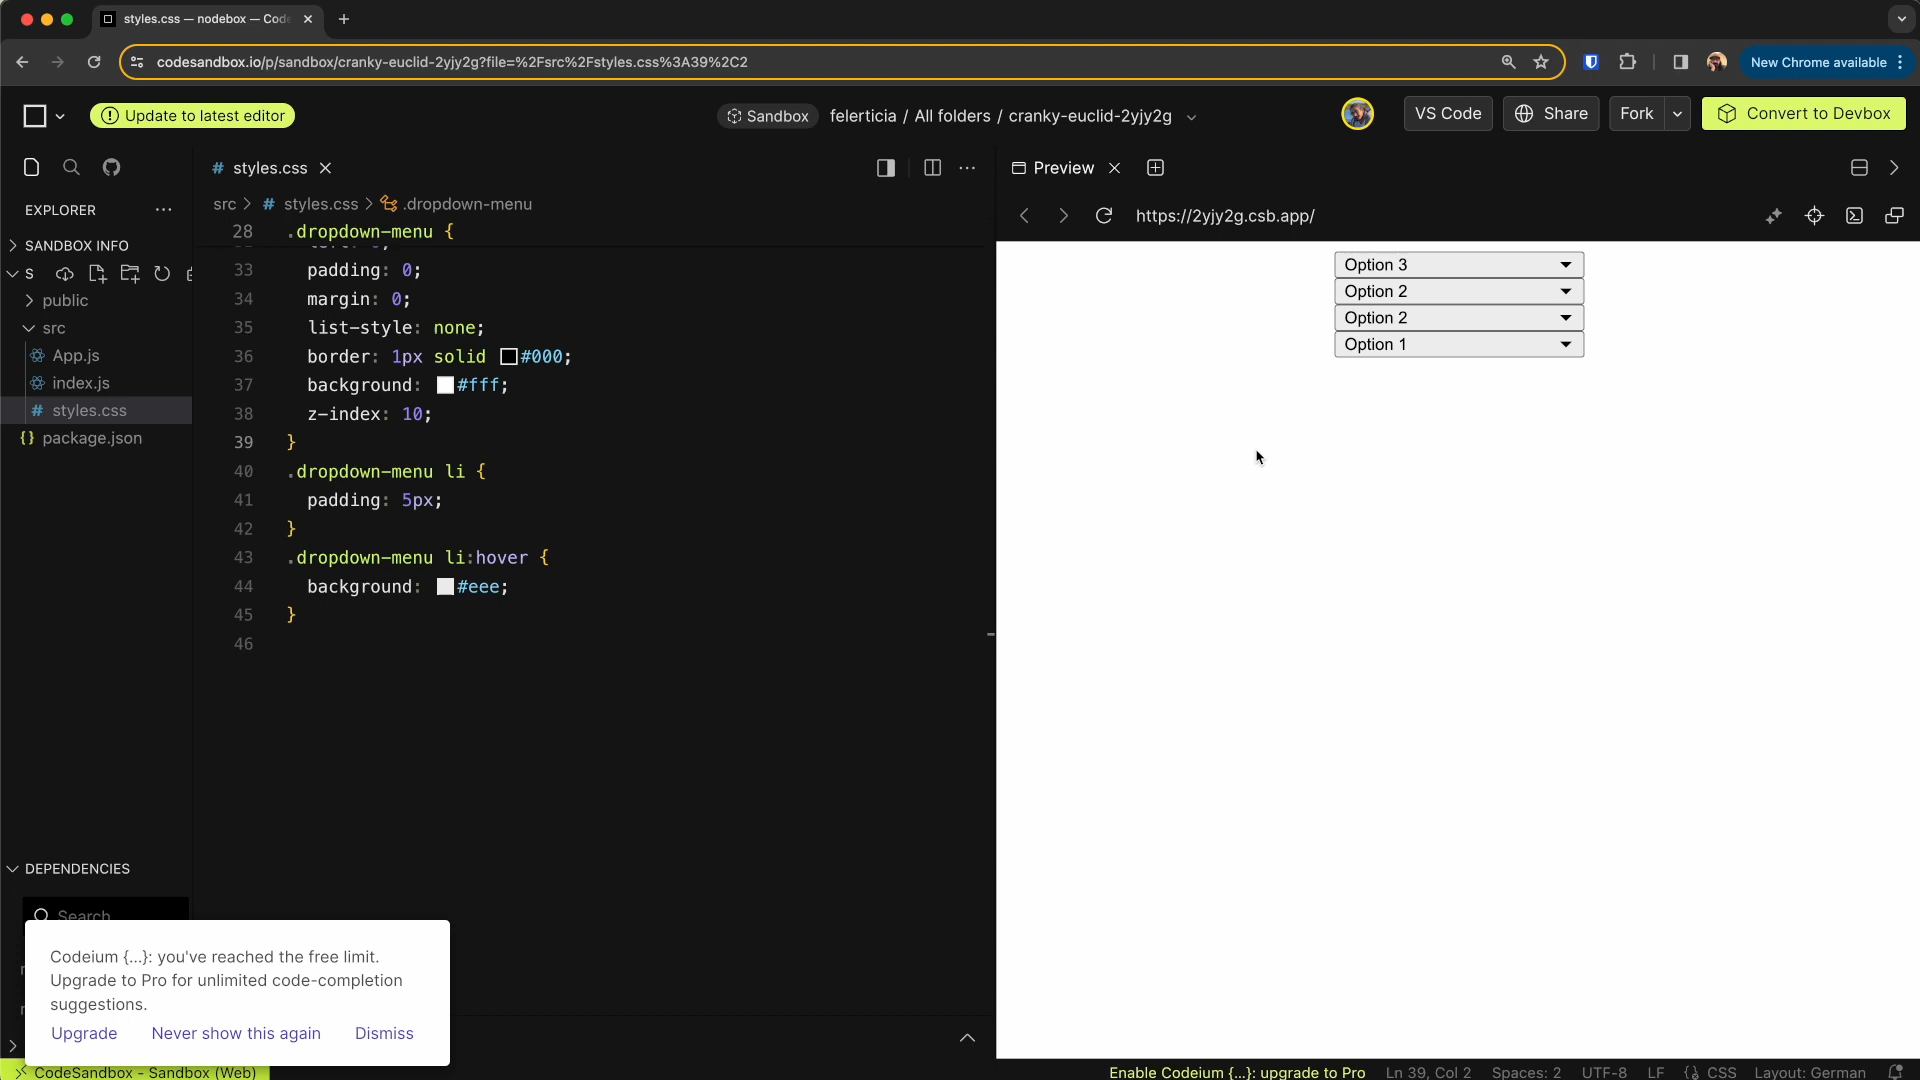 styles.css — nodebox — Code
codesandbox.io/p/sandbox/cranky-euclid-2yjy2g?file=%2Fsrc%2Fstyles.css%3A39%2C2
New Chrome available
Update to latest editor
Sandbox
felerticia / All folders / cranky-euclid-2yjy2g
VS Code
Share
Fork
Convert to Devbox
EXPLORER
SANDBOX INFO
S
public
src
App.js
index.js
styles.css
package.json
DEPENDENCIES
Search
# styles.css
src > # styles.css > .dropdown-menu
28 .dropdown-menu {
33 padding: 0;
34 margin: 0;
35 list-style: none;
36 border: 1px solid #000;
37 background: #fff;
38 z-index: 10;
39 }
40 .dropdown-menu li {
41 padding: 5px;
42 }
43 .dropdown-menu li:hover {
44 background: #eee;
45 }
46
Preview
https://2yjy2g.csb.app/
Option 3
Option 2
Option 2
Option 1
Codeium {...}: you've reached the free limit.
Upgrade to Pro for unlimited code-completion
suggestions.
Upgrade Never show this again Dismiss
CodeSandbox - Sandbox (Web)
Enable Codeium {...}: upgrade to Pro
Ln 39, Col 2
Spaces: 2
UTF-8
LF
{} CSS
Layout: German